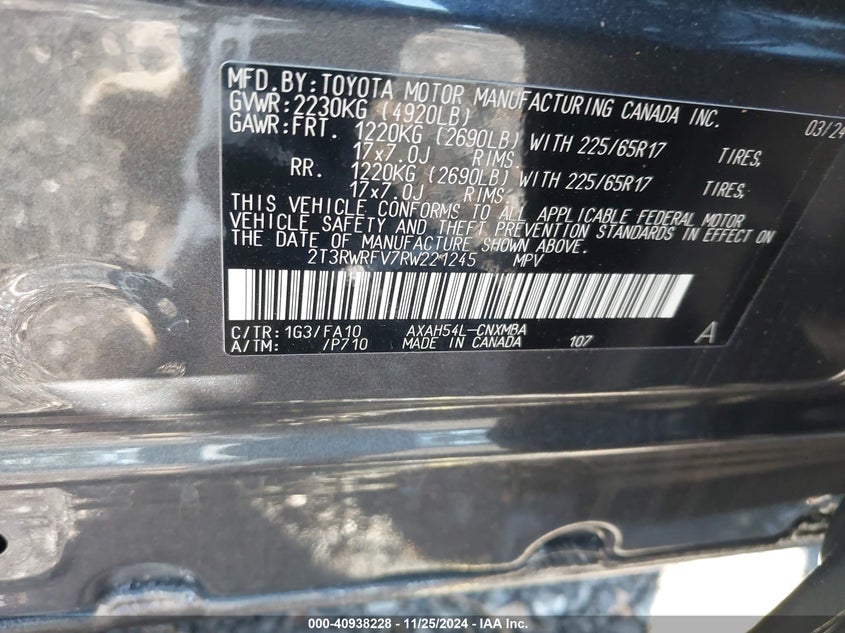 MFD.BY:TOYOTA MOTOR MANUFACTURING CANADA INC. 03/24
GVWR:2230KG (4920LB)
GAWR:FRT. 1220KG (2690LB) WITH 225/65R17 TIRES,
17x7.0J RIMS,
RR. 1220KG (2690LB) WITH 225/65R17 TIRES,
17x7.0J RIMS,
THIS VEHICLE CONFORMS TO ALL APPLICABLE FEDERAL MOTOR
VEHICLE SAFETY AND THEFT PREVENTION STANDARDS IN EFFECT ON
THE DATE OF MANUFACTURE SHOWN ABOVE.
2T3RWRFV7RW221245 MPV
C/TR:1G3/FA10 AXAH54L-CNXMBA
A/TM: /P710 MADE IN CANADA 107 A
000-40938228 - 11/25/2024 - IAA Inc.